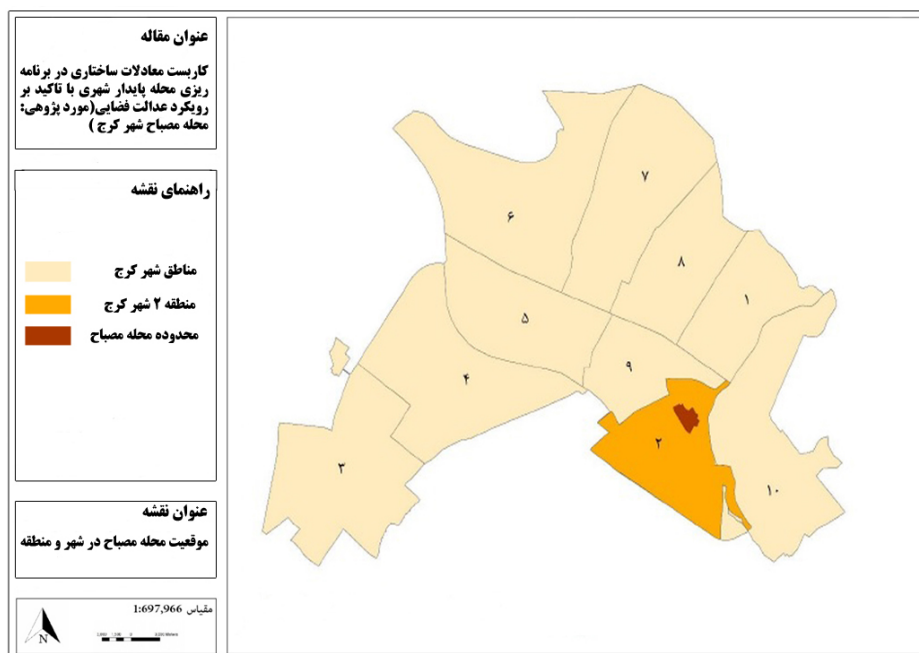 عنوان مقاله
کاربست معادلات ساختاری در برنامه
ریزی محله پایدار شهری با تاکید بر
رویکرد عدالت فضایی(مورد پژوهی:
محله مصباح شهر کرج )
راهنمای نقشه
مناطق شهر کرج
منطقه ۲ شهر کرج
محدوده محله مصباح
عنوان نقشه
موقعیت محله مصباح در شهر و منطقه
مقیاس 1:697,966
N
۷
۶
۸
۱
۵
۹
۴
۲
۳
۱۰